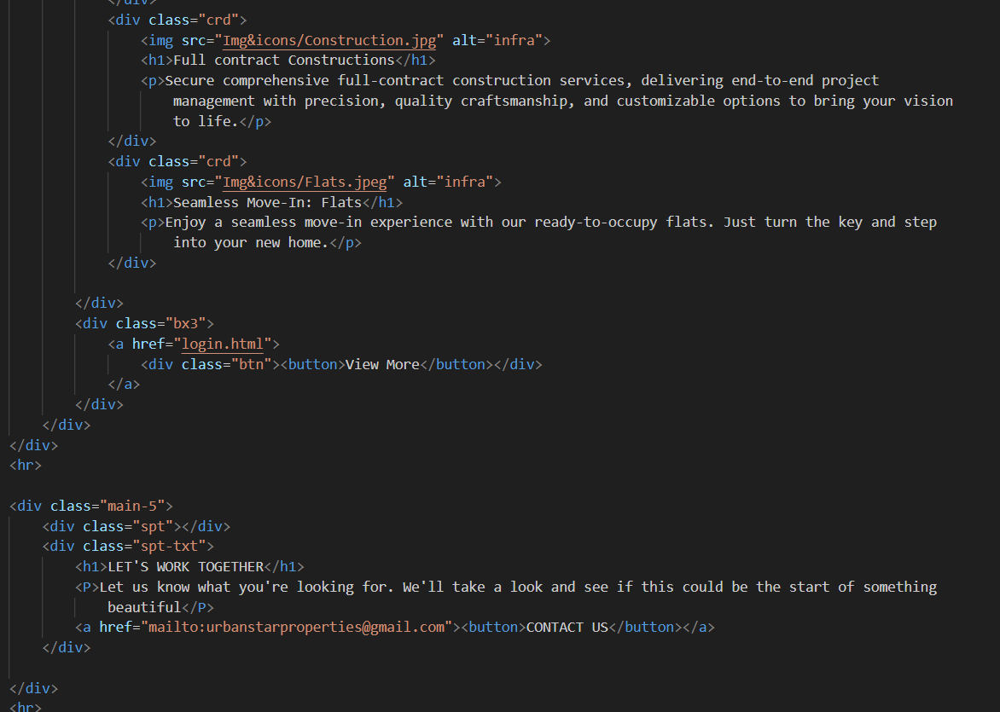 </div>
<div class="crd">
<img src="Img&icons/Construction.jpg" alt="infra">
<h1>Full contract Constructions</h1>
<p>Secure comprehensive full-contract construction services, delivering end-to-end project
management with precision, quality craftsmanship, and customizable options to bring your vision
to life.</p>
</div>
<div class="crd">
<img src="Img&icons/Flats.jpeg" alt="infra">
<h1>Seamless Move-In: Flats</h1>
<p>Enjoy a seamless move-in experience with our ready-to-occupy flats. Just turn the key and step
into your new home.</p>
</div>
</div>
<div class="bx3">
<a href="login.html">
<div class="btn"><button>View More</button></div>
</a>
</div>
</div>
</div>
<hr>
<div class="main-5">
<div class="spt"></div>
<div class="spt-txt">
<h1>LET'S WORK TOGETHER</h1>
<P>Let us know what you're looking for. We'll take a look and see if this could be the start of something
beautiful</P>
<a href="mailto:urbanstarproperties@gmail.com"><button>CONTACT US</button></a>
</div>
</div>
<hr>